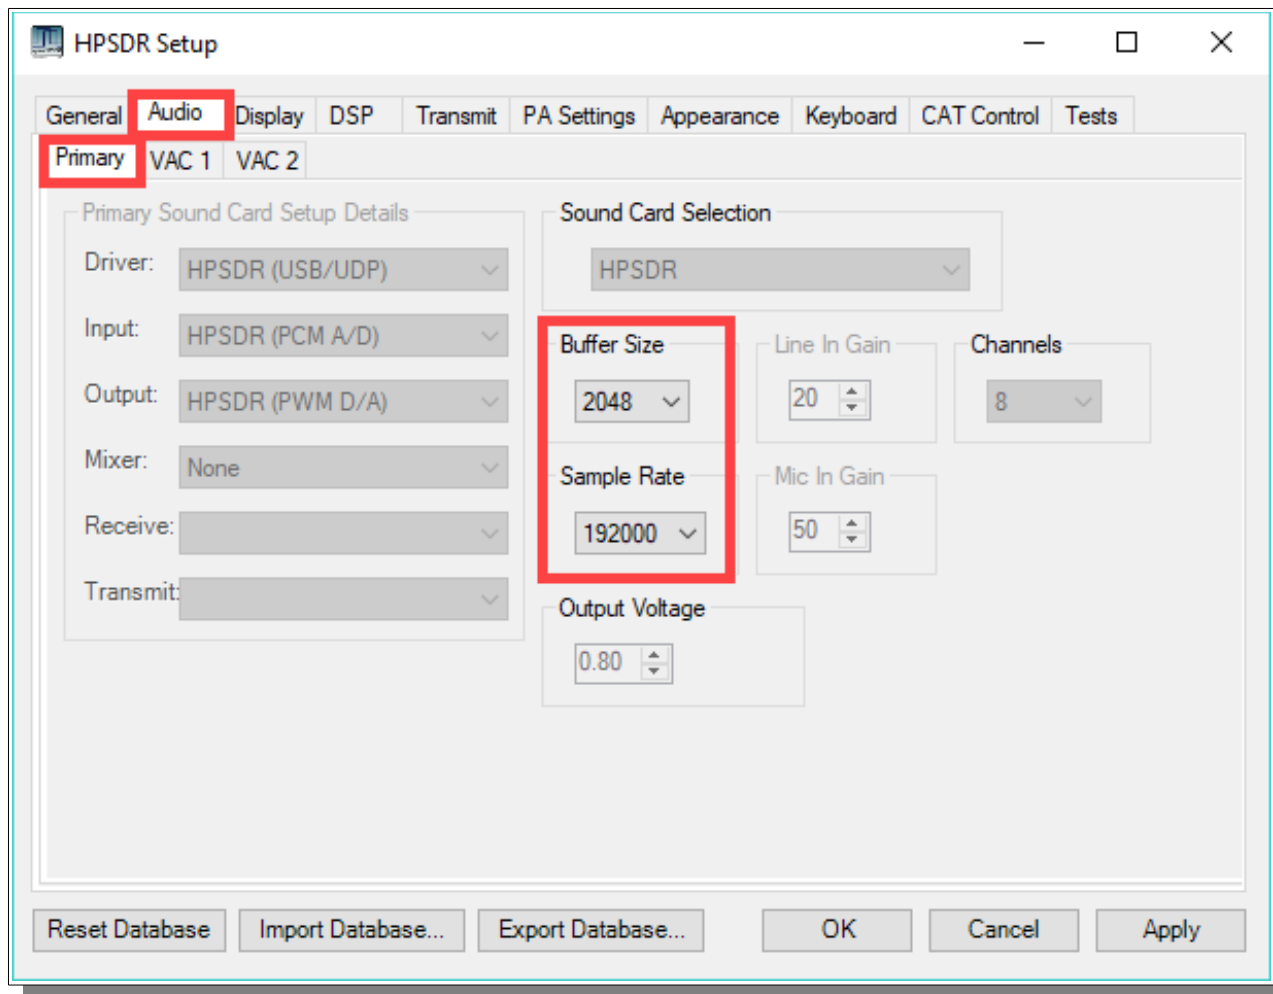 HPSDR Setup
General Audio Display DSP Transmit PA Settings Appearance Keyboard CAT Control Tests
Primary VAC 1 VAC 2
Primary Sound Card Setup Details
Driver: HPSDR (USB/UDP)
Input: HPSDR (PCM A/D)
Output: HPSDR (PWM D/A)
Mixer: None
Receive:
Transmit:
Sound Card Selection
HPSDR
Buffer Size
2048
Line In Gain
20
Channels
8
Sample Rate
192000
Mic In Gain
50
Output Voltage
0.80
Reset Database Import Database... Export Database... OK Cancel Apply